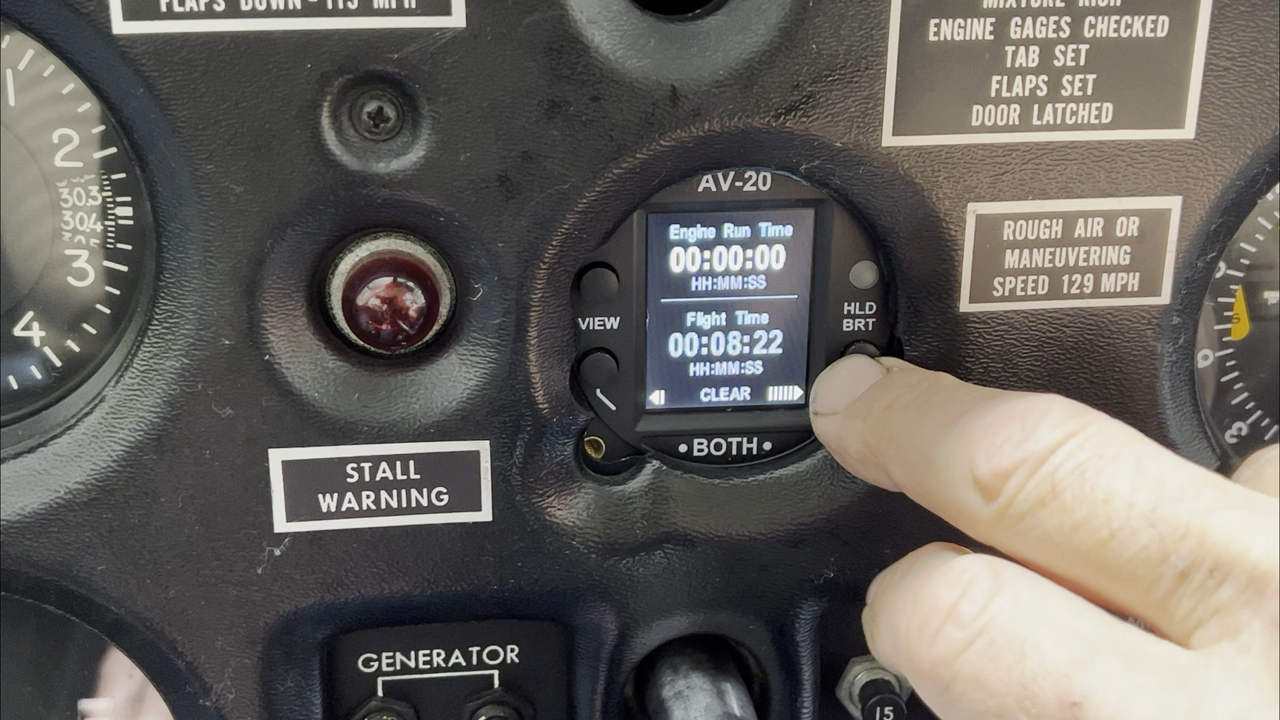 FLAPS DOWN - 115 MPH
MIXTURE RICH
ENGINE GAGES CHECKED
TAB SET
FLAPS SET
DOOR LATCHED
AV-20
Engine Run Time
00:00:00
HH:MM:SS
Flight Time
00:08:22
HH:MM:SS
CLEAR
VIEW
HLD
BRT
• BOTH •
2
30.3
30.4
3
4
ROUGH AIR OR
MANEUVERING
SPEED 129 MPH
STALL
WARNING
GENERATOR
15